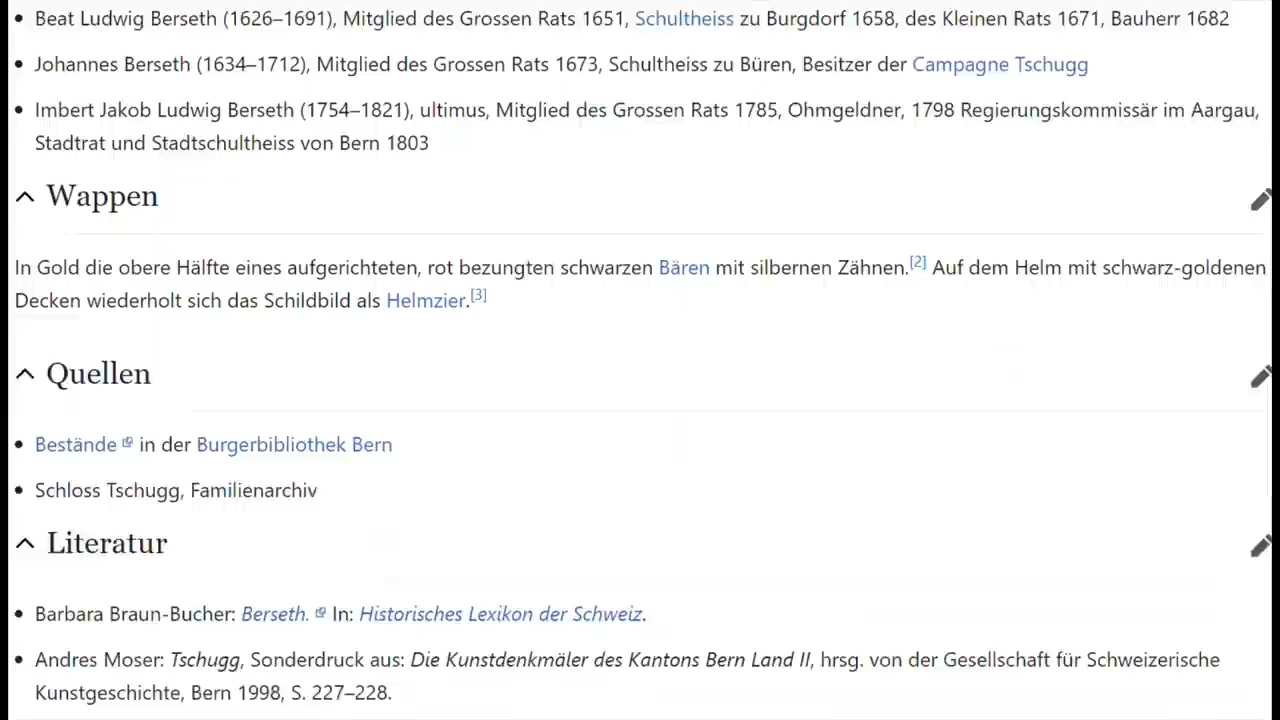 • Beat Ludwig Berseth (1626–1691), Mitglied des Grossen Rats 1651, Schultheiss zu Burgdorf 1658, des Kleinen Rats 1671, Bauherr 1682
• Johannes Berseth (1634–1712), Mitglied des Grossen Rats 1673, Schultheiss zu Büren, Besitzer der Campagne Tschugg
• Imbert Jakob Ludwig Berseth (1754–1821), ultimus, Mitglied des Grossen Rats 1785, Ohmgeldner, 1798 Regierungskommissär im Aargau,
Stadtrat und Stadtschultheiss von Bern 1803
Wappen
In Gold die obere Hälfte eines aufgerichteten, rot bezungten schwarzen Bären mit silbernen Zähnen.[2] Auf dem Helm mit schwarz-goldenen
Decken wiederholt sich das Schildbild als Helmzier.[3]
Quellen
• Bestände in der Burgerbibliothek Bern
• Schloss Tschugg, Familienarchiv
Literatur
• Barbara Braun-Bucher: Berseth. In: Historisches Lexikon der Schweiz.
• Andres Moser: Tschugg, Sonderdruck aus: Die Kunstdenkmäler des Kantons Bern Land II, hrsg. von der Gesellschaft für Schweizerische
Kunstgeschichte, Bern 1998, S. 227–228.